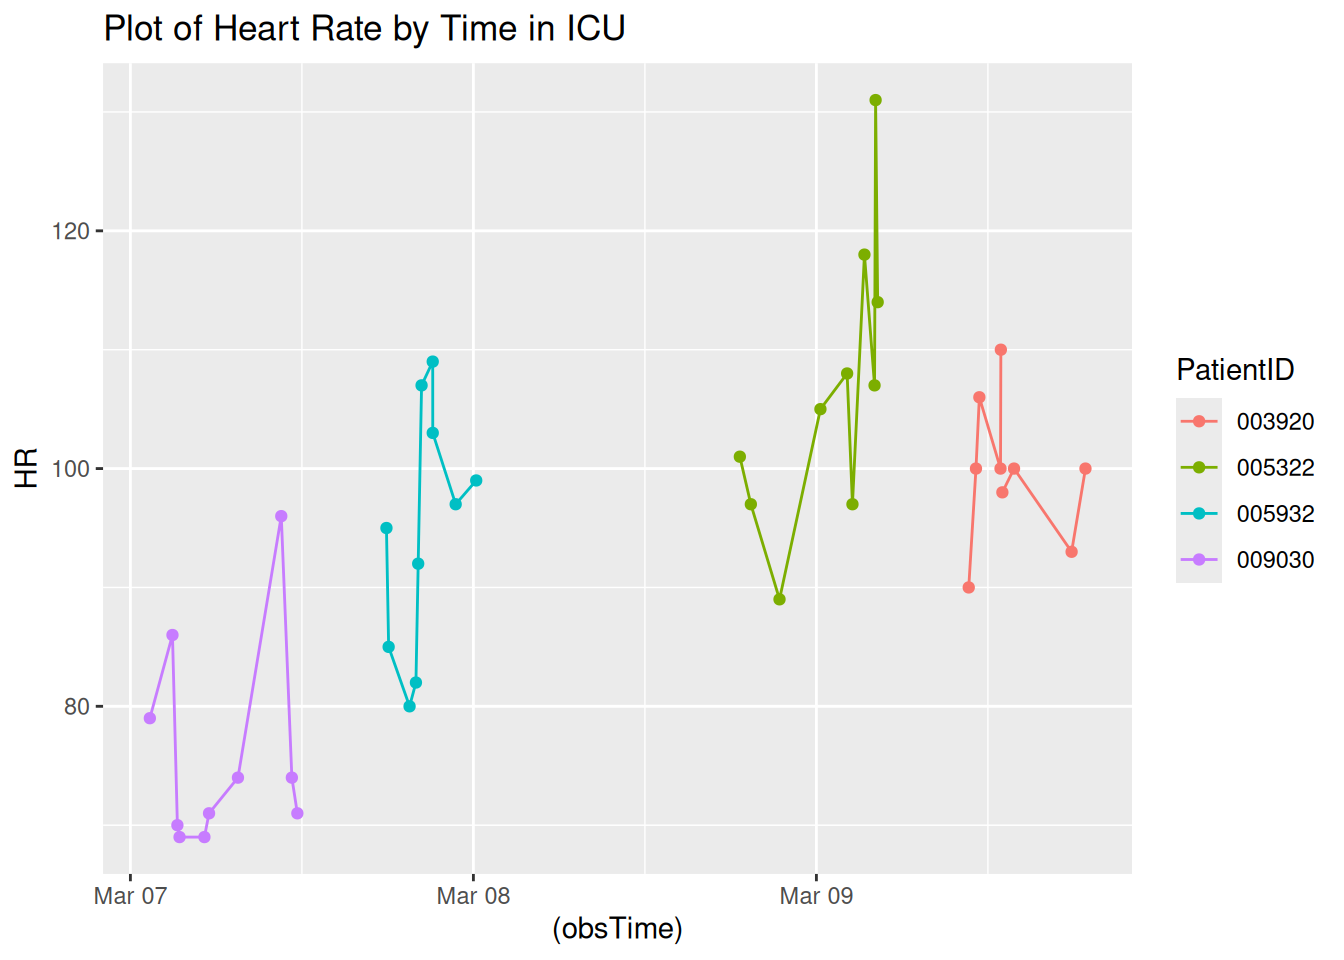 Plot of Heart Rate by Time in ICU
HR
120
100
80
Mar 07
Mar 08
Mar 09
(obsTime)
PatientID
003920
005322
005932
009030